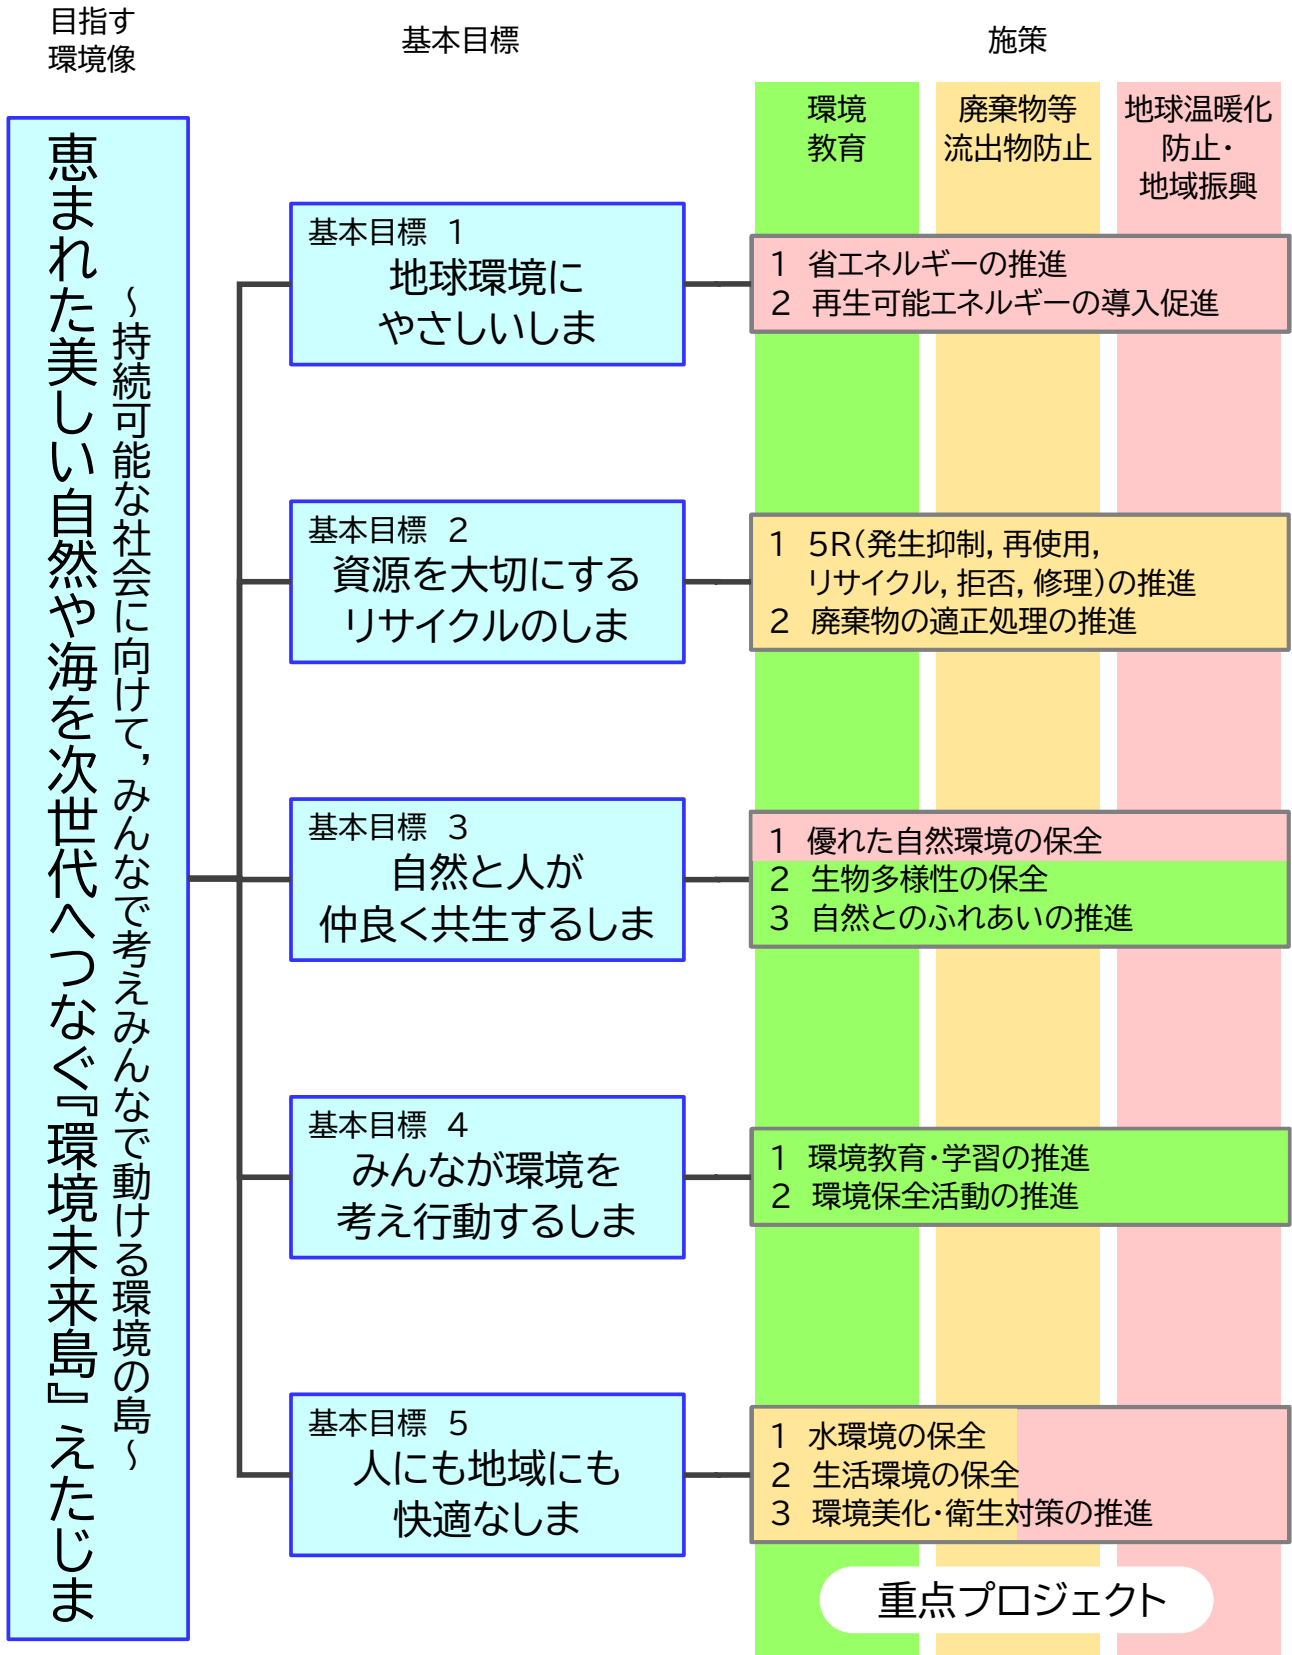 目指す
環境像
基本目標
施策
環境
教育
廃棄物等
流出物防止
地球温暖化
防止・
地域振興
恵まれた美しい自然や海を次世代へつなぐ『環境未来島』えたじま
～持続可能な社会に向けて，みんなで考えみんなで動ける環境の島～
基本目標 1
地球環境に
やさしいしま
1 省エネルギーの推進
2 再生可能エネルギーの導入促進
基本目標 2
資源を大切にする
リサイクルのしま
1 5R（発生抑制，再使用，
リサイクル，拒否，修理）の推進
2 廃棄物の適正処理の推進
基本目標 3
自然と人が
仲良く共生するしま
1 優れた自然環境の保全
2 生物多様性の保全
3 自然とのふれあいの推進
基本目標 4
みんなが環境を
考え行動するしま
1 環境教育・学習の推進
2 環境保全活動の推進
基本目標 5
人にも地域にも
快適なしま
1 水環境の保全
2 生活環境の保全
3 環境美化・衛生対策の推進
重点プロジェクト